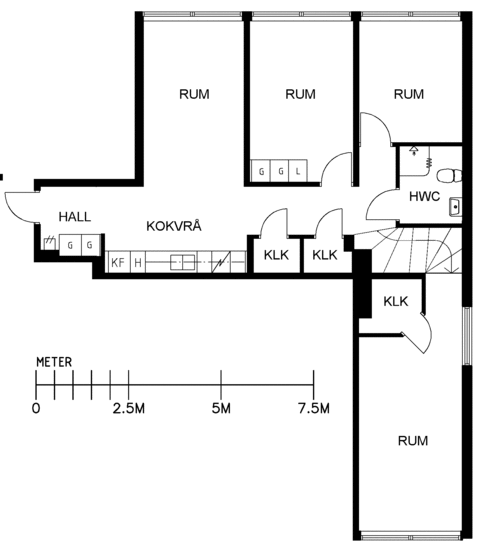 RUM RUM RUM
G G L
HWC
HALL
KOKVRÅ
G G
KF H
KLK KLK
KLK
METER
0 2.5M 5M 7.5M
RUM